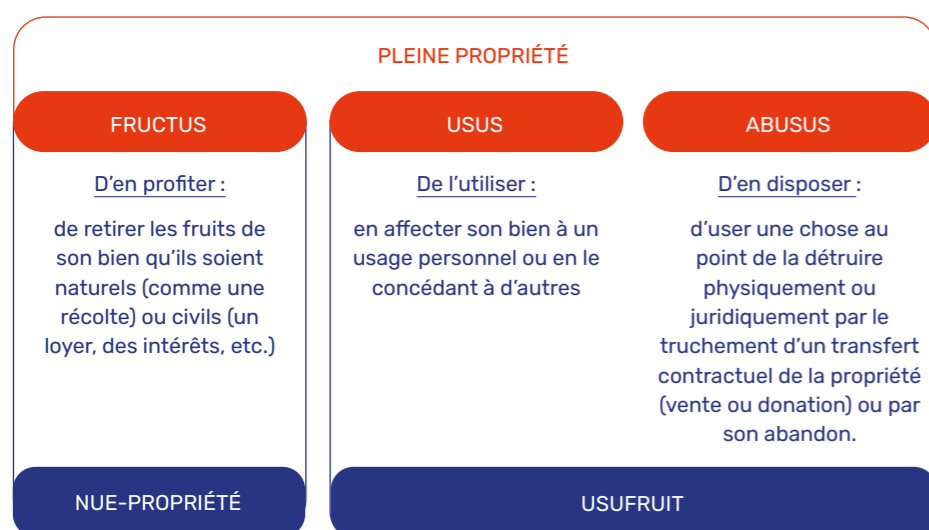 PLEINE PROPRIÉTÉ
FRUCTUS
D'en profiter :
de retirer les fruits de
son bien qu'ils soient
naturels (comme une
récolte) ou civils (un
loyer, des intérêts, etc.)
NUE-PROPRIÉTÉ
USUS
De l'utiliser :
en affecter son bien à un
usage personnel ou en le
concédant à d'autres
ABUSUS
D'en disposer :
d'user une chose au
point de la détruire
physiquement ou
juridiquement par le
truchement d'un transfert
contractuel de la propriété
(vente ou donation) ou par
son abandon.
USUFRUIT